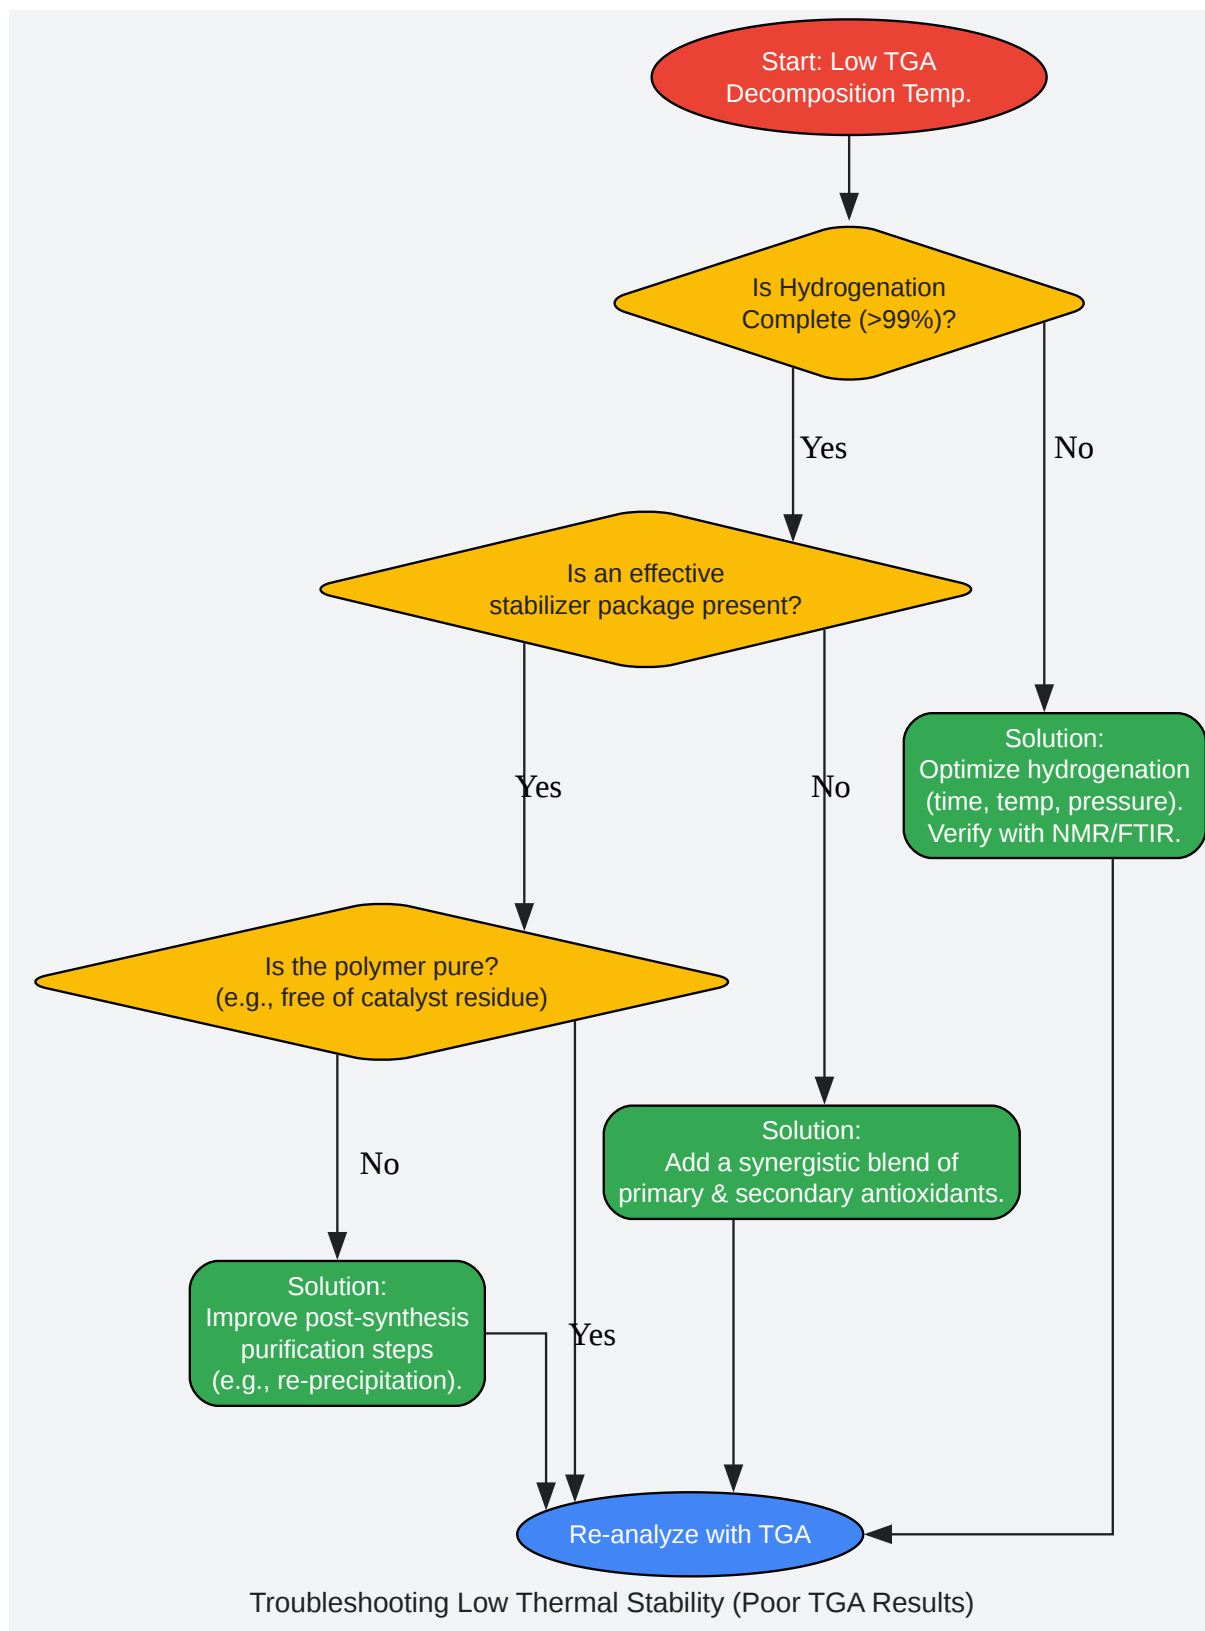 Start: Low TGA
Decomposition Temp.
Is Hydrogenation
Complete (>99%)?
Yes
No
Is an effective
stabilizer package present?
Solution:
Optimize hydrogenation
(time, temp, pressure).
Verify with NMR/FTIR.
Yes
No
Is the polymer pure?
(e.g., free of catalyst residue)
Solution:
Add a synergistic blend of
primary & secondary antioxidants.
No
Solution:
Improve post-synthesis
purification steps
(e.g., re-precipitation).
Yes
Re-analyze with TGA
Troubleshooting Low Thermal Stability (Poor TGA Results)